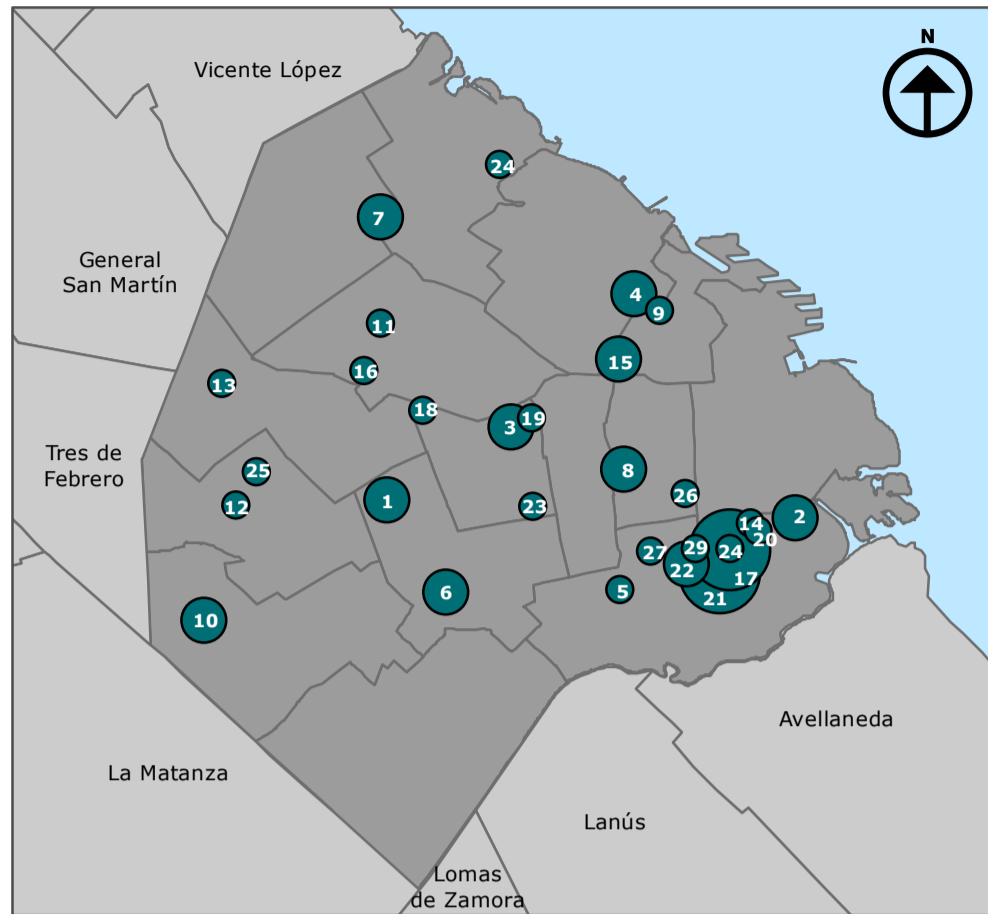 N
Vicente López
24
7
General
San Martín
4
9
11
15
16
13
18
19
3
Tres de
Febrero
25
8
12
1
26
23
2
14
20
27
29
24
22
17
5
21
6
10
Avellaneda
La Matanza
Lanús
Lomas
de Zamora